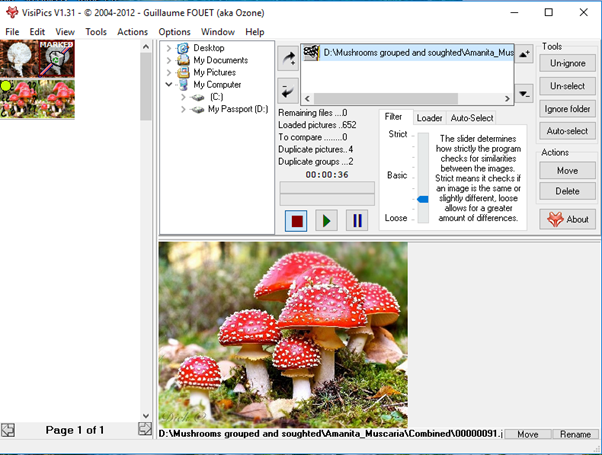 VisiPics V1.31 - © 2004-2012 - Guillaume FOUET (aka Ozone)
File Edit View Tools Actions Options Window Help
MARKED
Desktop
My Documents
My Pictures
My Computer
(C:)
My Passport (D:)
D:\Mushrooms grouped and soughted\Amanita_Mus
Remaining files ...0
Loaded pictures ..652
To compare ........0
Duplicate pictures..4
Duplicate groups ...2
00:00:36
Filter Loader Auto-Select
Strict
Basic
Loose
The slider determines
how strictly the program
checks for similarities
between the images.
Strict means it checks if
an image is the same or
slightly different, loose
allows for a greater
amount of differences.
Tools
Un-ignore
Un-select
Ignore folder
Auto-select
Actions
Move
Delete
About
Page 1 of 1
D:\Mushrooms grouped and soughted\Amanita_Muscaria\Combined\00000091.j
Move
Rename